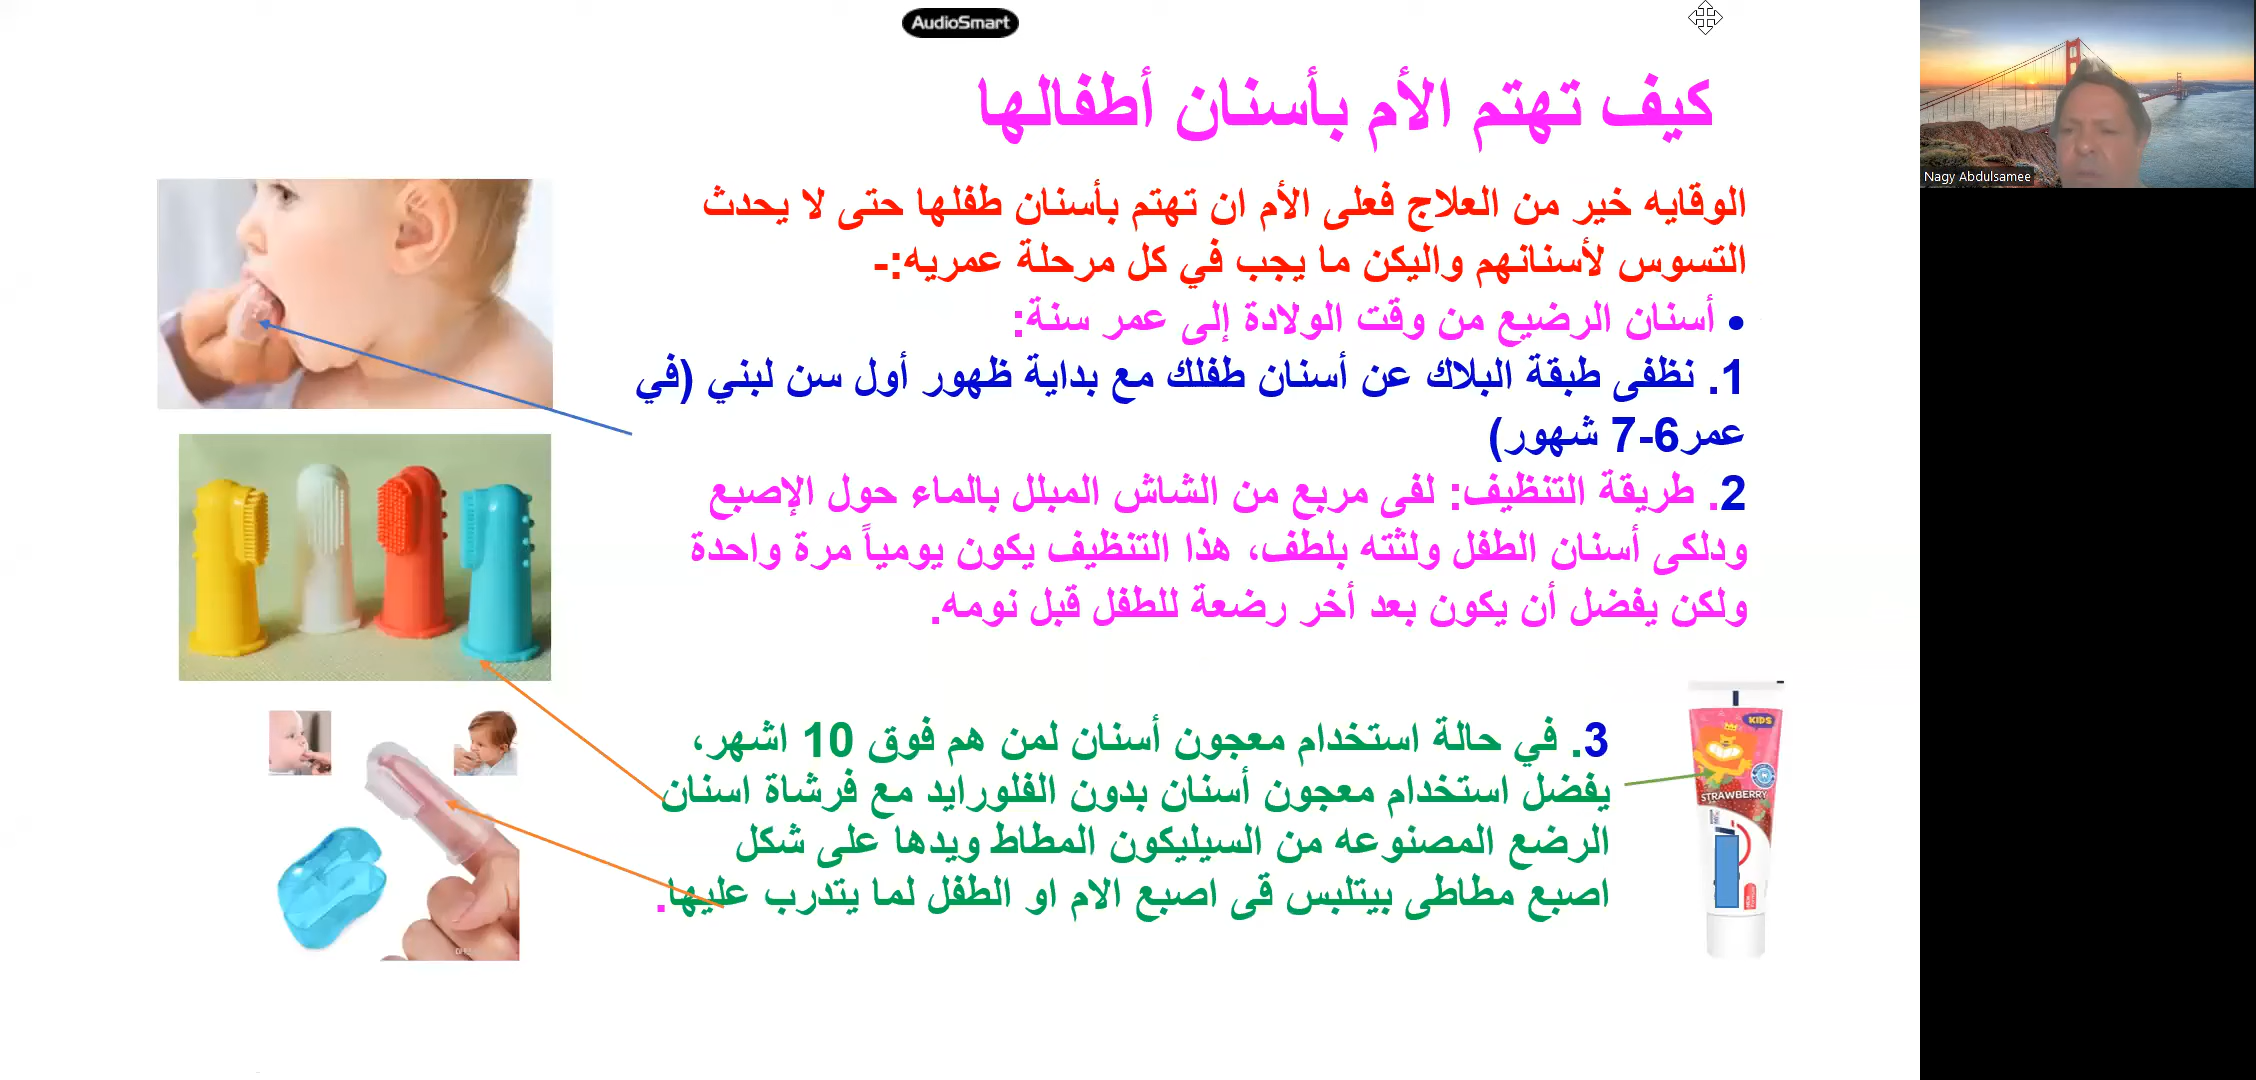 AudioSmart
كيف تهتم الأم بأسنان أطفالها
الوقايه خير من العلاج فعلى الأم ان تهتم بأسنان طفلها حتى لا يحدث
التسوس لأسنانهم واليكن ما يجب في كل مرحلة عمريه:-
• أسنان الرضيع من وقت الولادة إلى عمر سنة:
1. نظفى طبقة البلاك عن أسنان طفلك مع بداية ظهور أول سن لبني (في
عمر6-7 شهور)
2. طريقة التنظيف: لفى مربع من الشاش المبلل بالماء حول الإصبع
ودلكى أسنان الطفل ولثته بلطف، هذا التنظيف يكون يومياً مرة واحدة
ولكن يفضل أن يكون بعد أخر رضعة للطفل قبل نومه.
3. في حالة استخدام معجون أسنان لمن هم فوق 10 اشهر،
يفضل استخدام معجون أسنان بدون الفلورايد مع فرشاة اسنان
الرضع المصنوعه من السيليكون المطاط ويدها على شكل
اصبع مطاطى بيتلبس قى اصبع الام او الطفل لما يتدرب عليها.
KIDS
STRAWBERRY
Nagy Abdulsamee